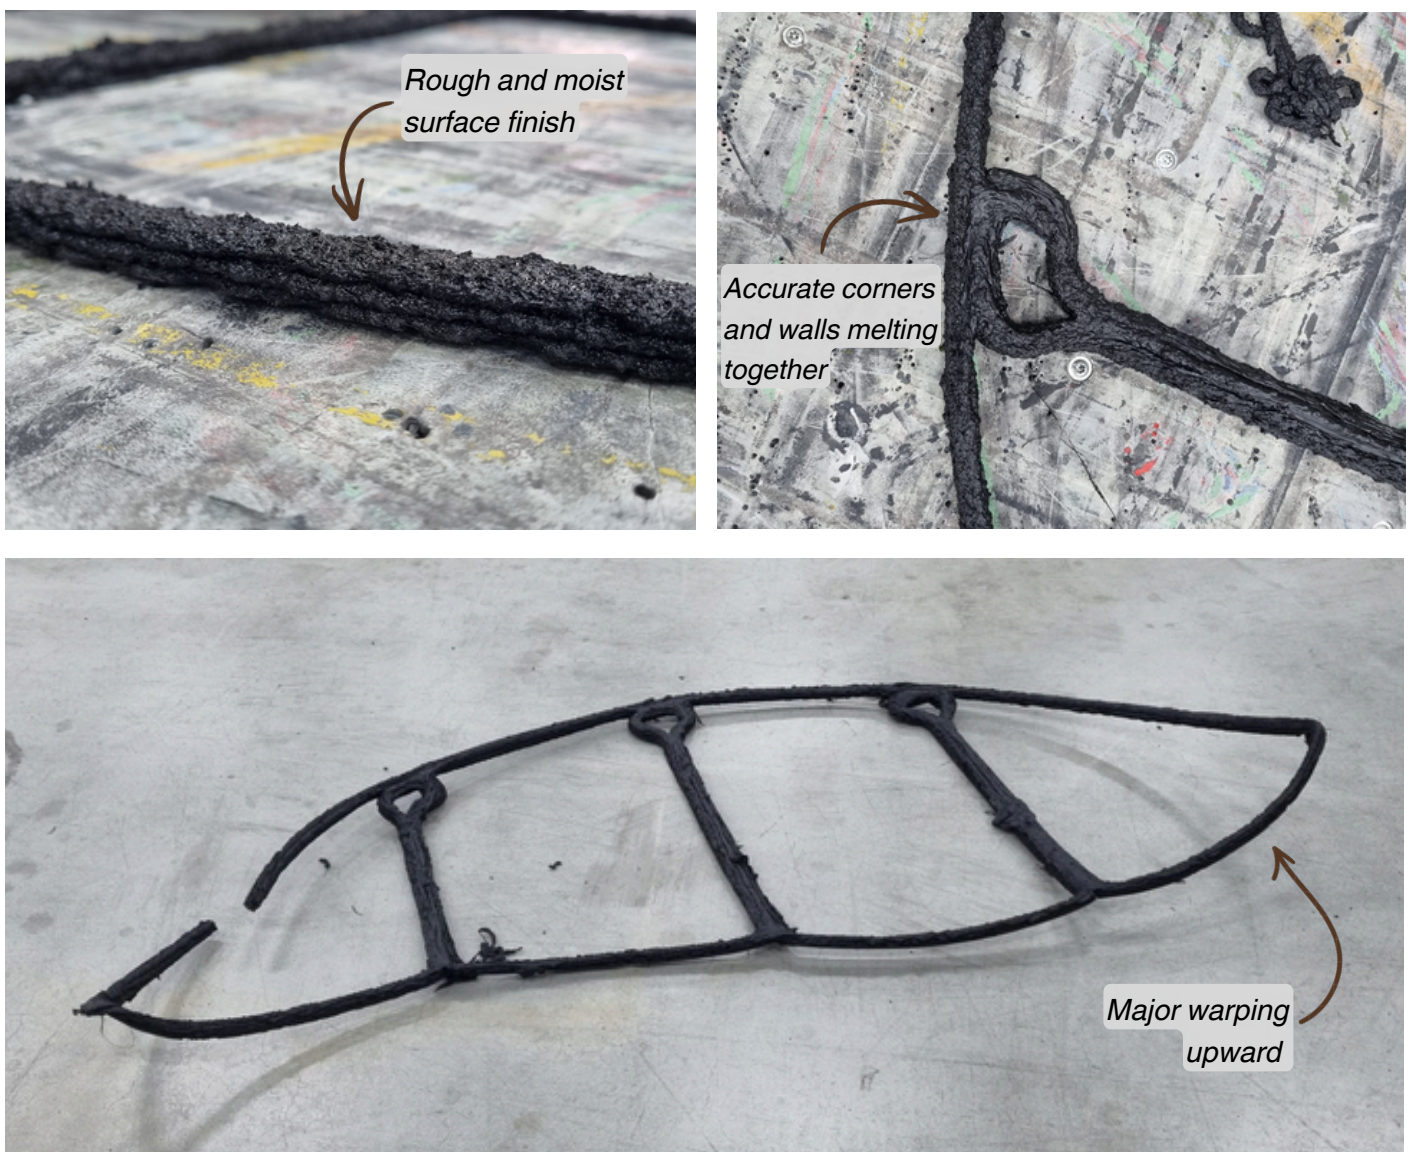 Rough and moist
surface finish
Accurate corners
and walls melting
together
Major warping
upward